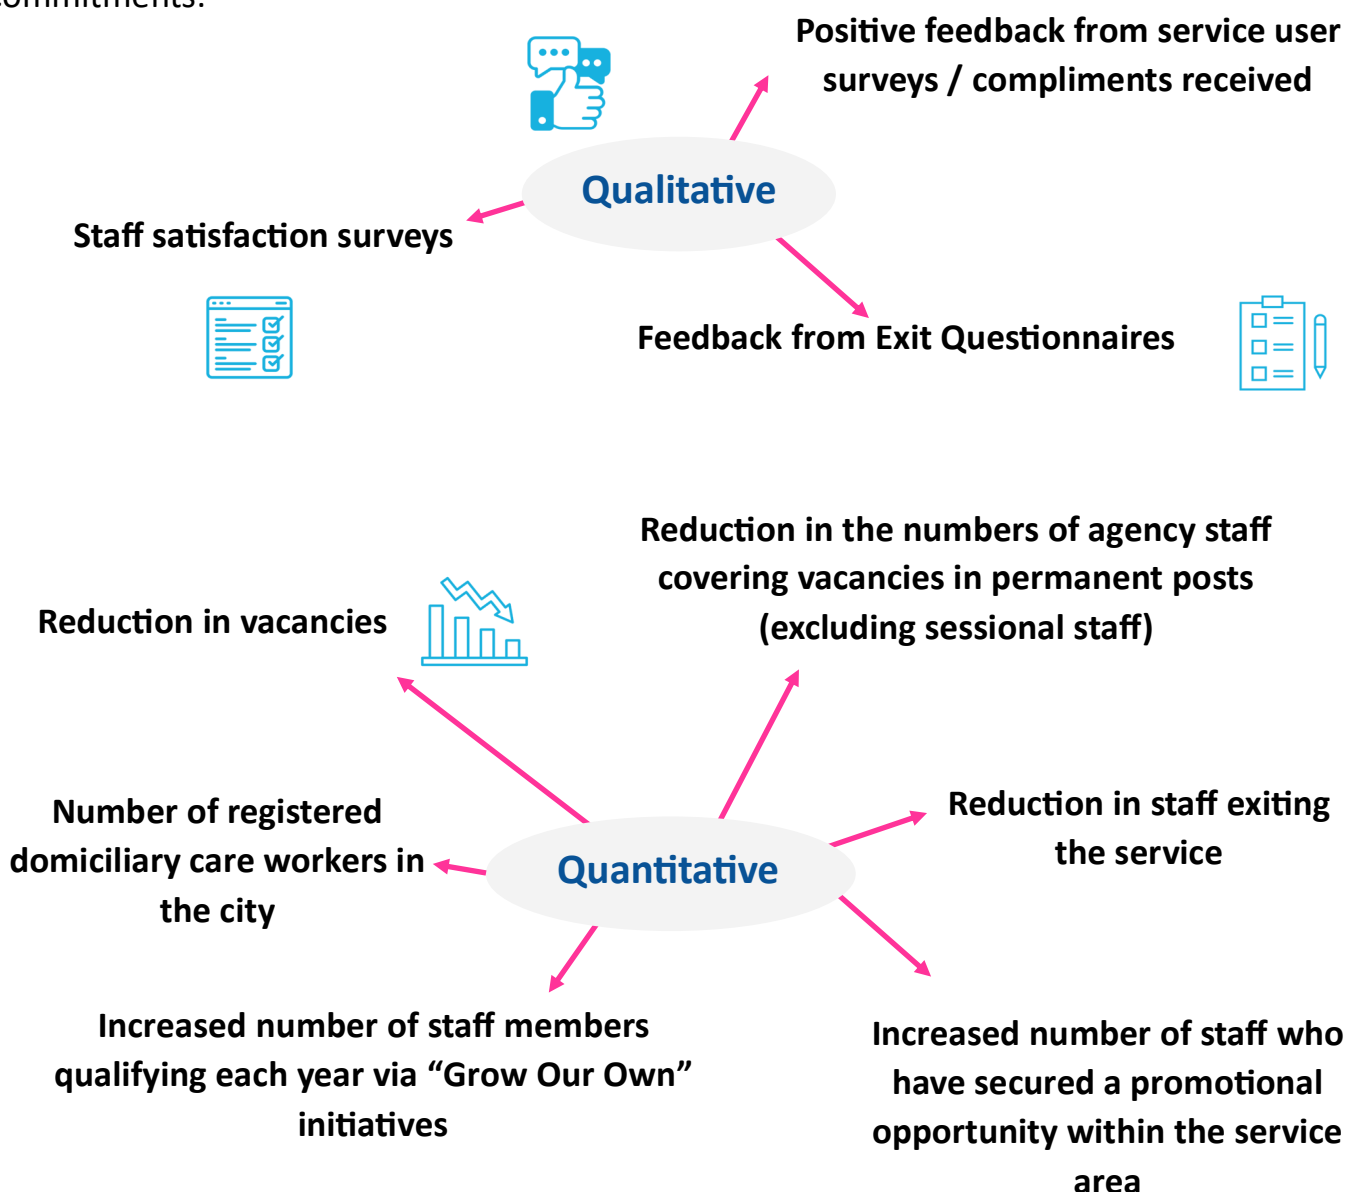 commitments:
Positive feedback from service user
surveys / compliments received
Qualitative
Staff satisfaction surveys
Feedback from Exit Questionnaires
Reduction in the numbers of agency staff
covering vacancies in permanent posts
(excluding sessional staff)
Reduction in vacancies
Number of registered
domiciliary care workers in
the city
Reduction in staff exiting
the service
Quantitative
Increased number of staff members
qualifying each year via “Grow Our Own”
initiatives
Increased number of staff who
have secured a promotional
opportunity within the service
area